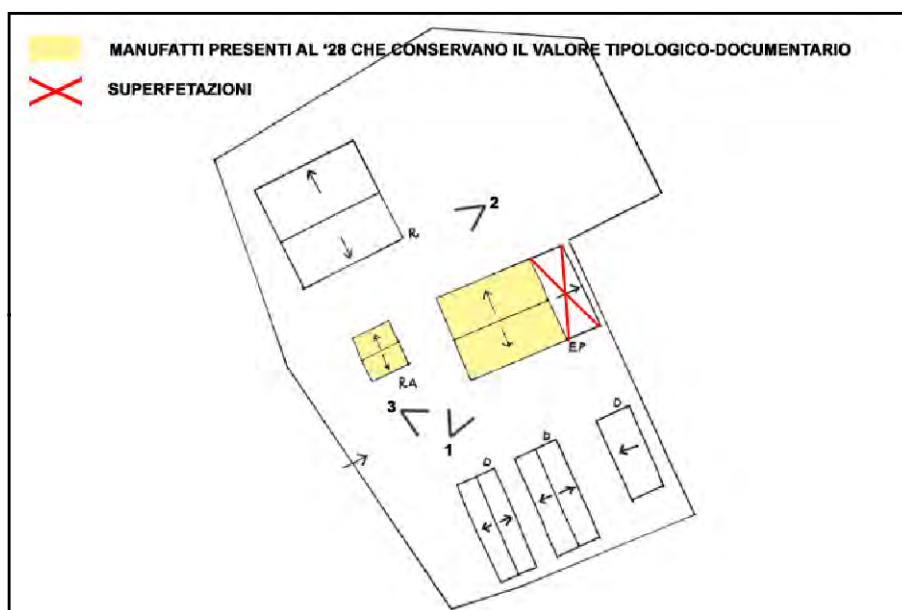 MANUFATTI PRESENTI AL '28 CHE CONSERVANO IL VALORE TIPOLOGICO-DOCUMENTARIO
SUPERFETAZIONI
2
R
EP
RA
3
1
D
D
D